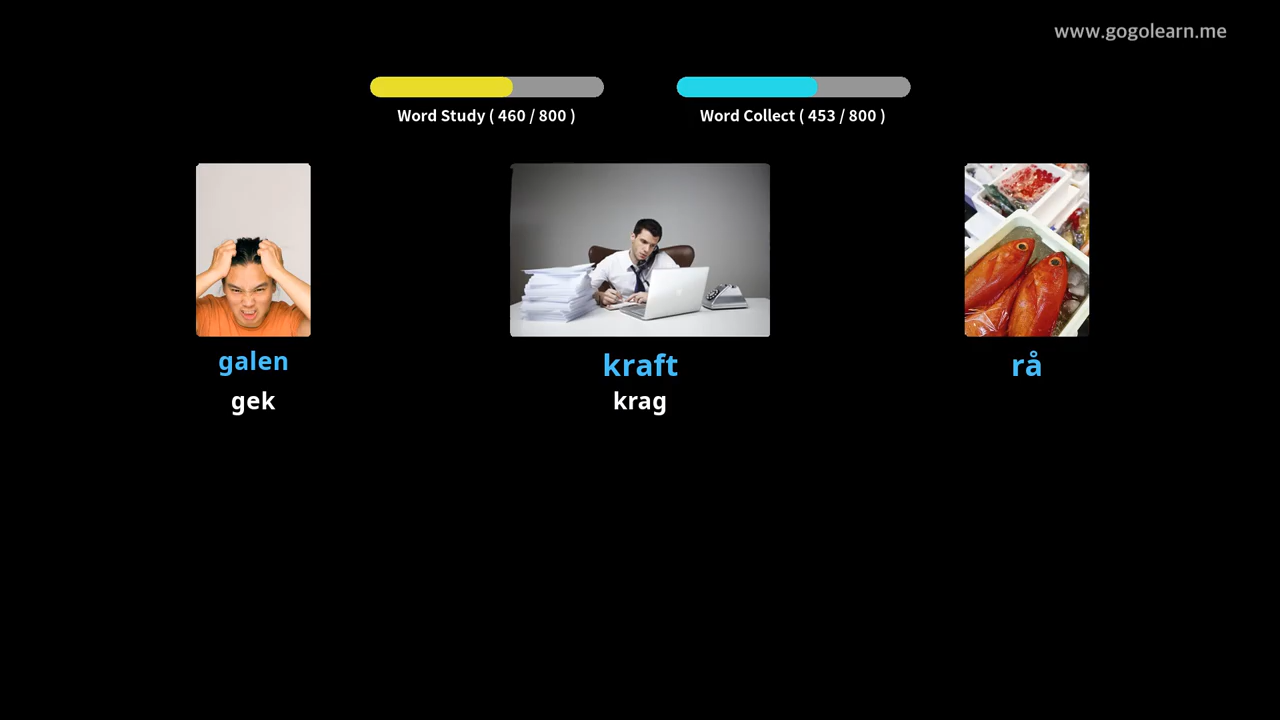 www.gogolearn.me
Word Study ( 460 / 800 )
Word Collect ( 453 / 800 )
galen
kraft
rå
gek
krag